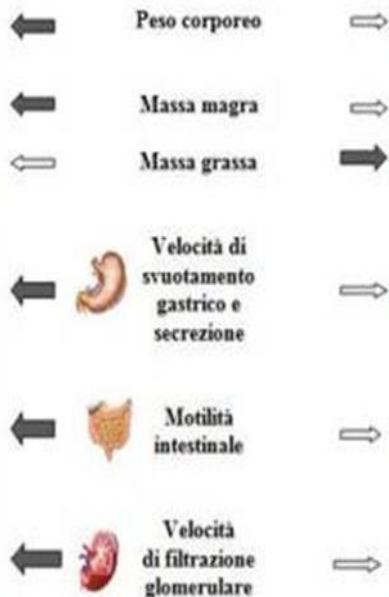 Peso corporeo
Massa magra
Massa grassa
Velocità di
svuotamento
gastrico e
secrezione
Motilità
intestinale
Velocità
di filtrazione
glomerulare